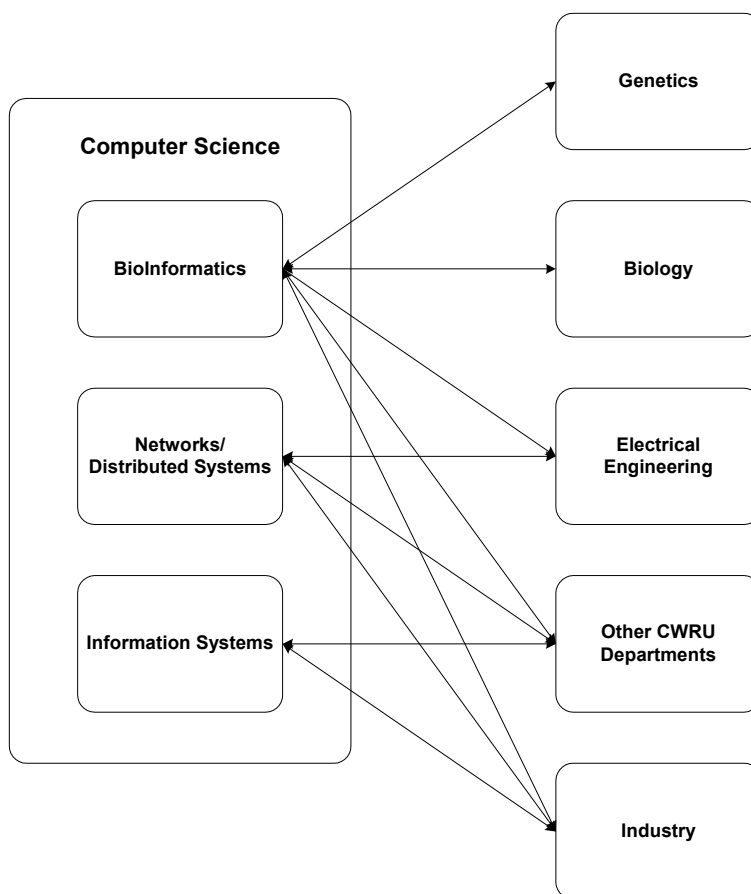 Computer Science
BioInformatics
Networks/
Distributed Systems
Information Systems
Genetics
Biology
Electrical
Engineering
Other CWRU
Departments
Industry